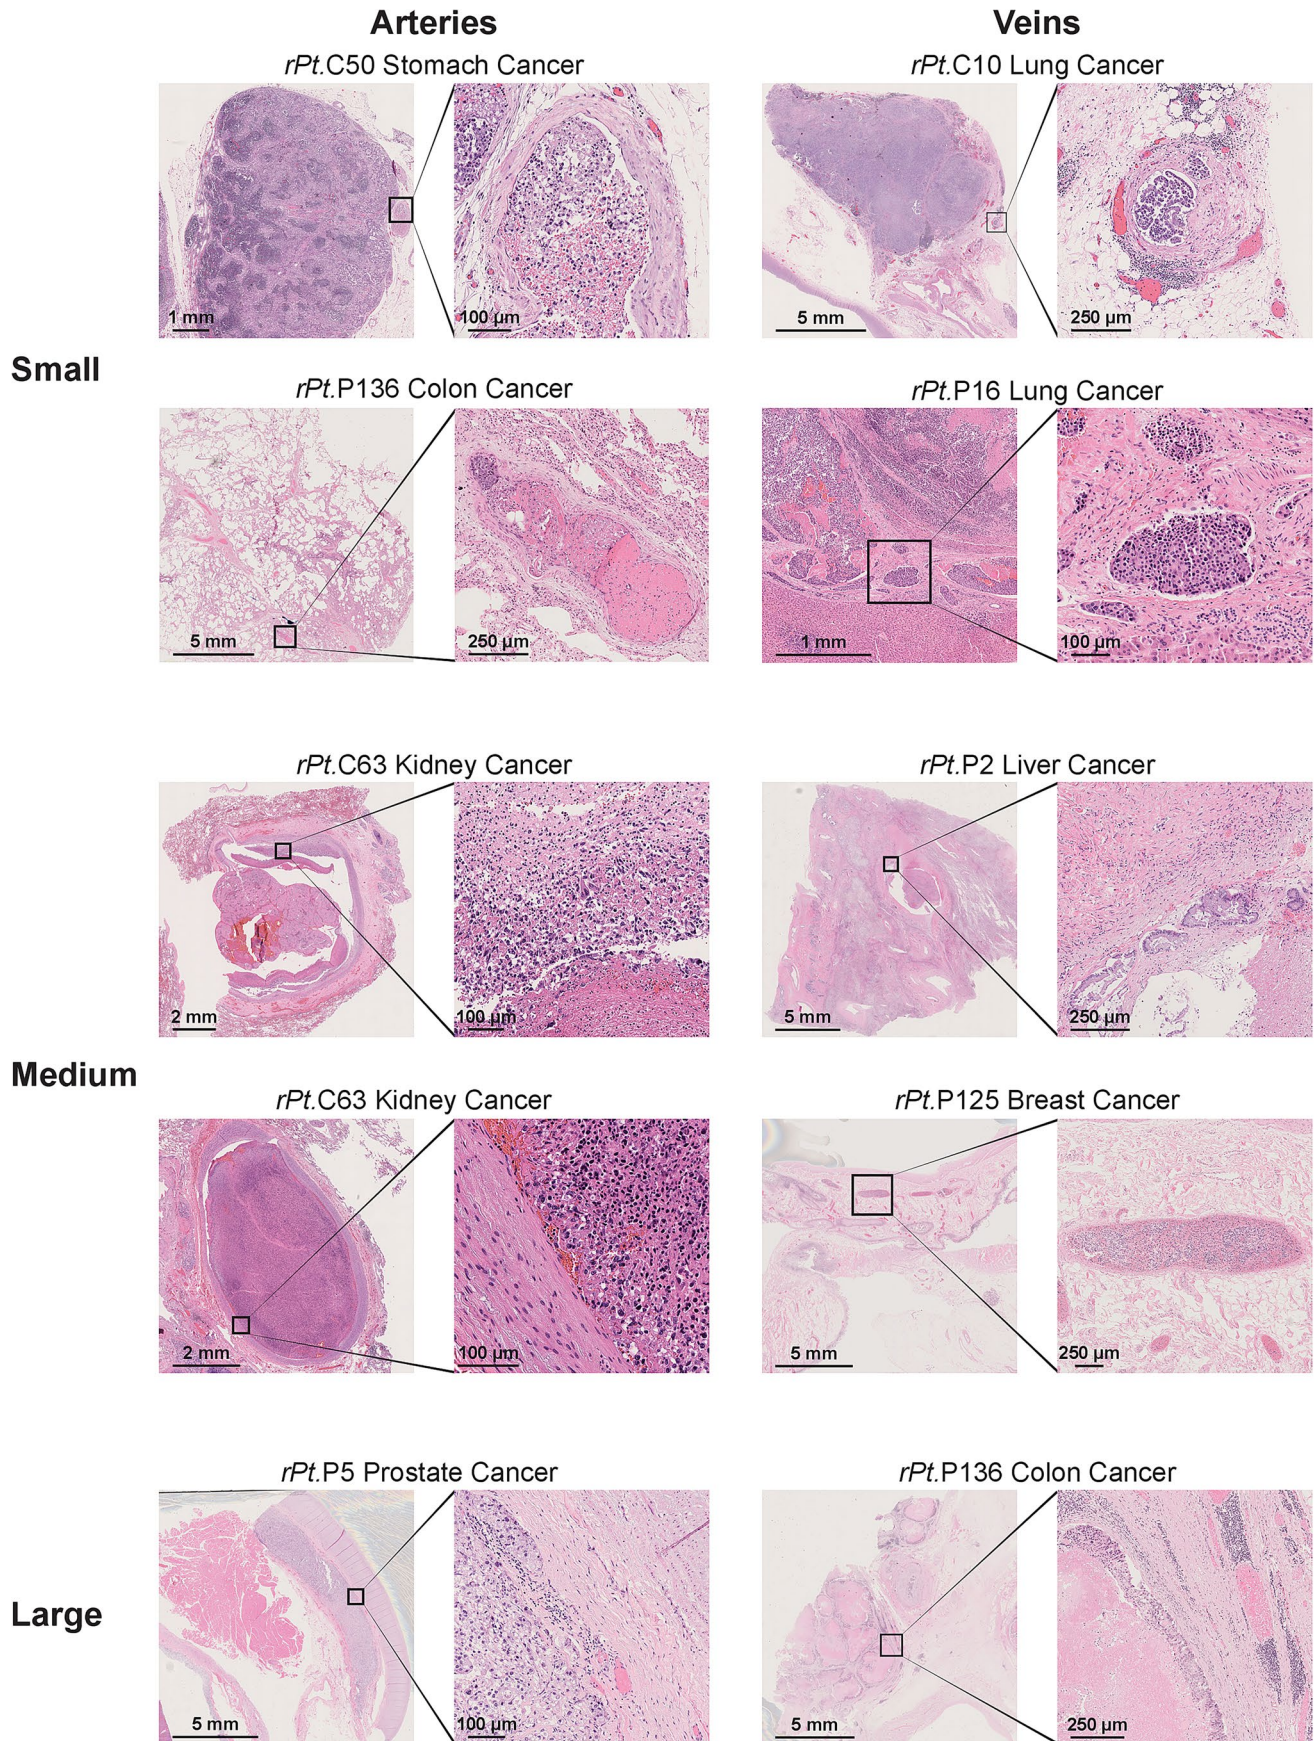 Arteries
Veins
rPt.C50 Stomach Cancer
rPt.C10 Lung Cancer
1 mm
100 µm
5 mm
250 µm
Small
rPt.P136 Colon Cancer
rPt.P16 Lung Cancer
5 mm
250 µm
1 mm
100 µm
rPt.C63 Kidney Cancer
rPt.P2 Liver Cancer
2 mm
100 µm
5 mm
250 µm
Medium
rPt.C63 Kidney Cancer
rPt.P125 Breast Cancer
2 mm
100 µm
5 mm
250 µm
rPt.P5 Prostate Cancer
rPt.P136 Colon Cancer
Large
5 mm
100 µm
5 mm
250 µm